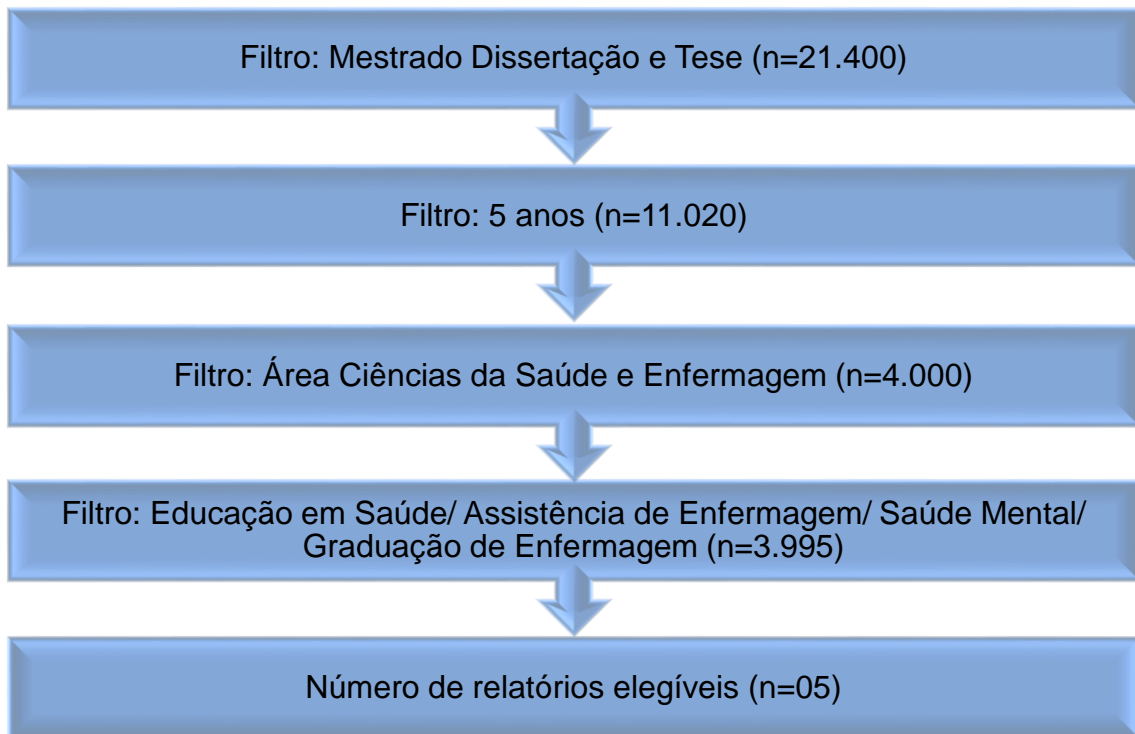 Filtro: Mestrado Dissertação e Tese (n=21.400)
Filtro: 5 anos (n=11.020)
Filtro: Área Ciências da Saúde e Enfermagem (n=4.000)
Filtro: Educação em Saúde/ Assistência de Enfermagem/ Saúde Mental/
Graduação de Enfermagem (n=3.995)
Número de relatórios elegíveis (n=05)